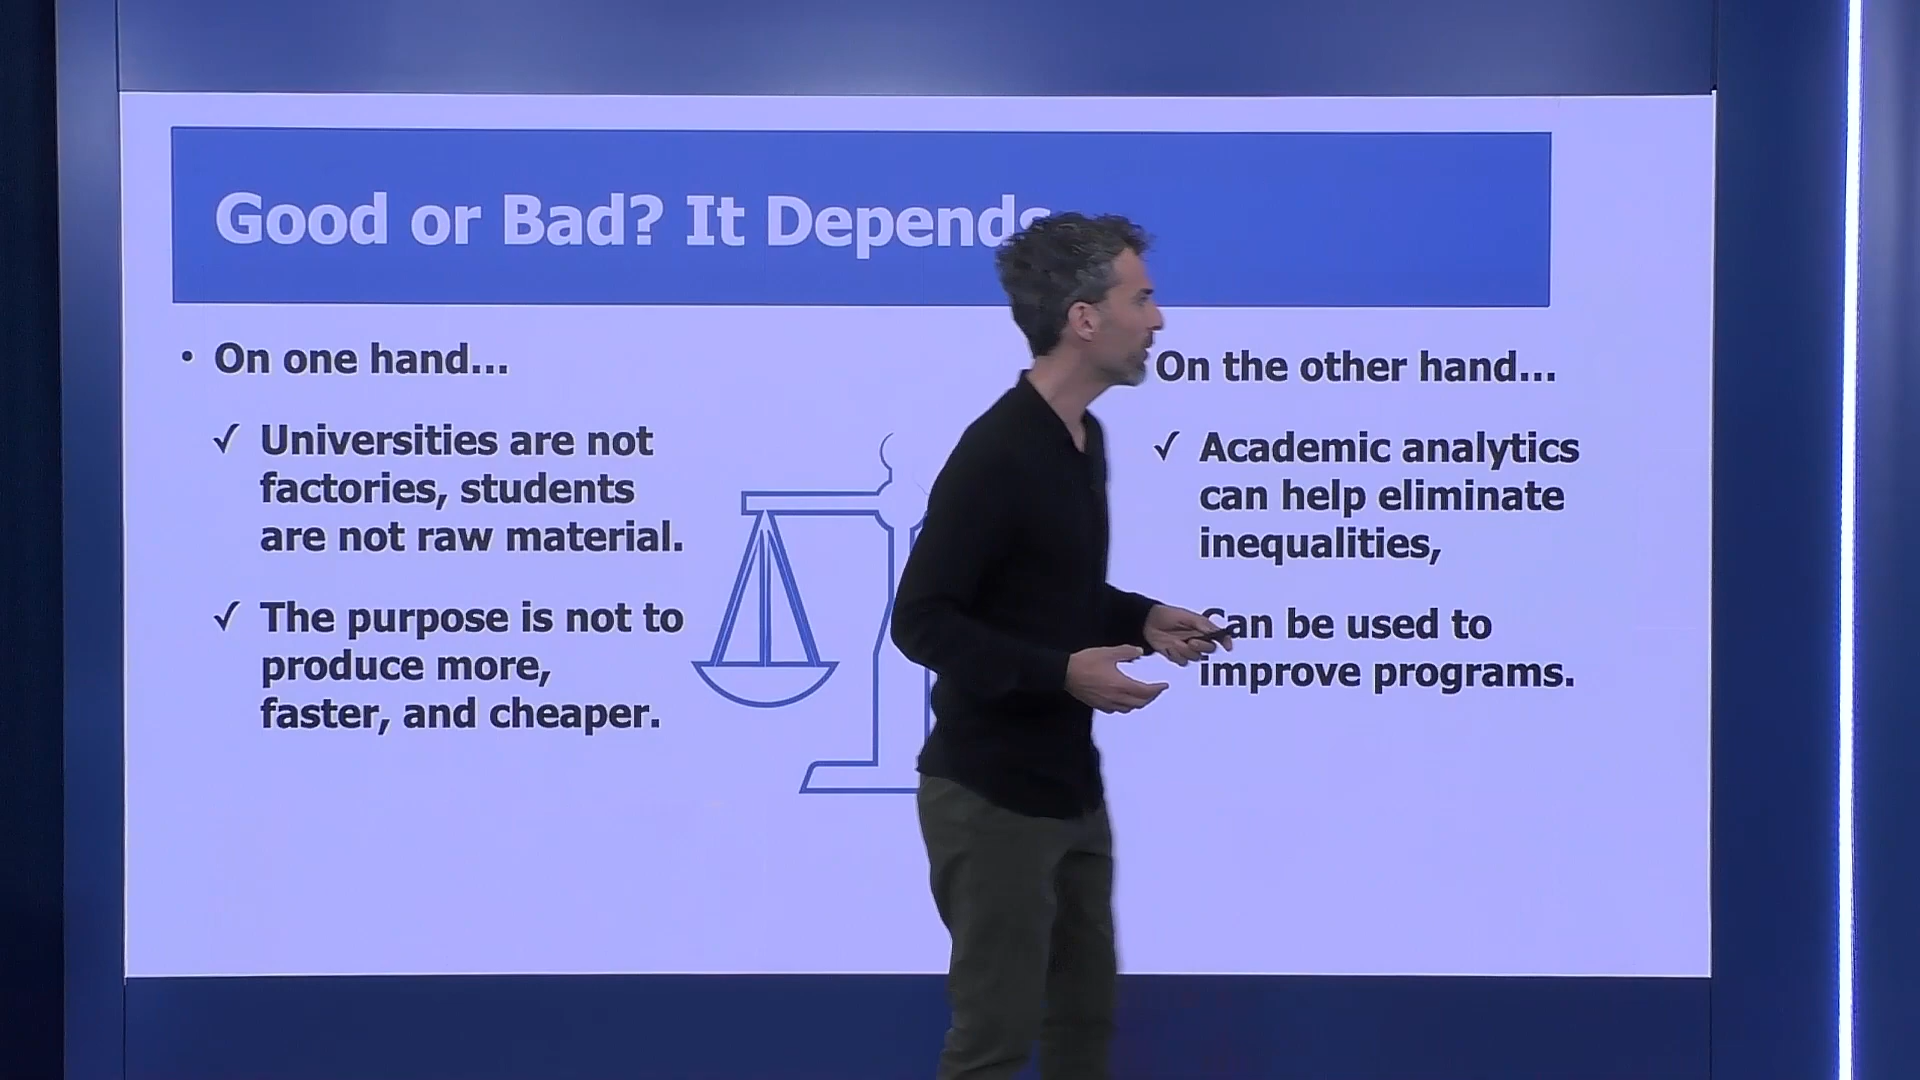 Good or Bad? It Depends
• On one hand...
✓ Universities are not
factories, students
are not raw material.
✓ The purpose is not to
produce more,
faster, and cheaper.
On the other hand...
✓ Academic analytics
can help eliminate
inequalities,
Can be used to
improve programs.